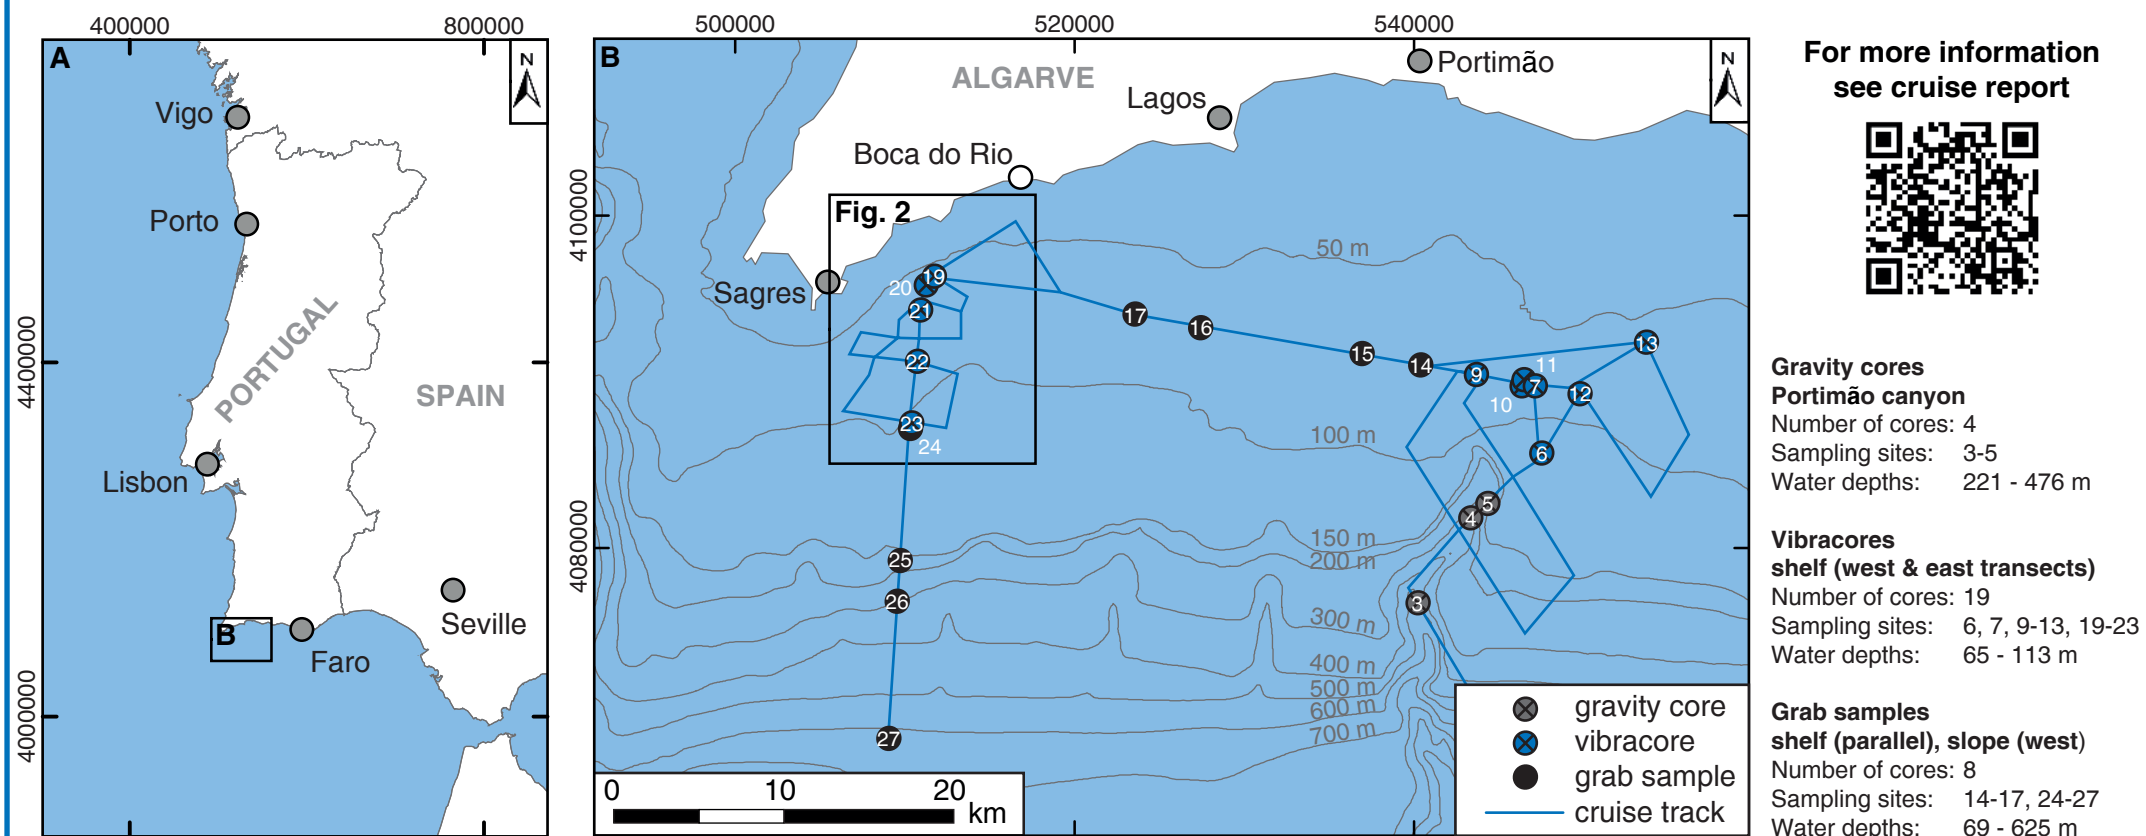 400000
800000
A
N
Vigo
Porto
PORTUGAL
SPAIN
Lisbon
Seville
B
Faro
4400000
4000000
500000
520000
540000
B
N
ALGARVE
Portimão
Lagos
Boca do Rio
4100000
4080000
Fig. 2
Sagres
50 m
100 m
150 m
200 m
300 m
400 m
500 m
600 m
700 m
19
20
21
22
23
24
25
26
27
17
16
15
14
9
11
10
7
12
13
6
5
4
3
gravity core
vibracore
grab sample
cruise track
0 10 20 km
For more information
see cruise report
Gravity cores
Portimão canyon
Number of cores: 4
Sampling sites: 3-5
Water depths: 221 - 476 m
Vibracores
shelf (west & east transects)
Number of cores: 19
Sampling sites: 6, 7, 9-13, 19-23
Water depths: 65 - 113 m
Grab samples
shelf (parallel), slope (west)
Number of cores: 8
Sampling sites: 14-17, 24-27
Water depths: 69 - 625 m